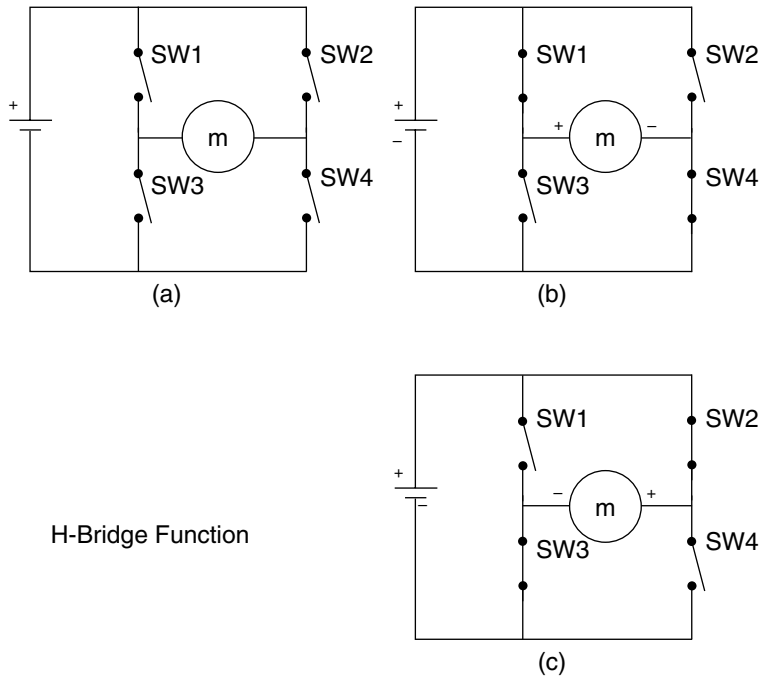 SW1 SW2
+
m
SW3 SW4
(a)
SW1 SW2
+
+ m –
–
SW3 SW4
(b)
SW1 SW2
+
– m +
–
H-Bridge Function
SW3 SW4
(c)